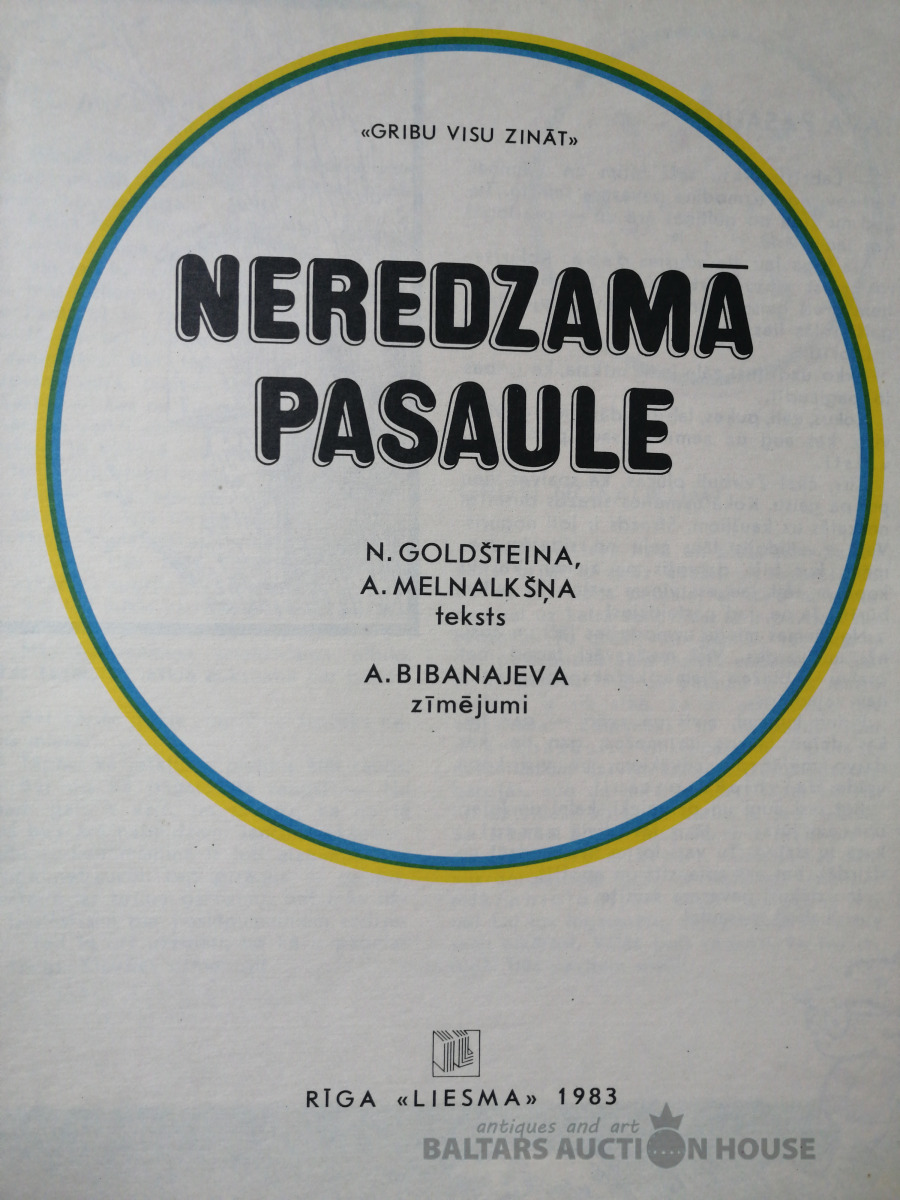 «GRIBU VISU ZINĀT»
NEREDZAMĀ
PASAULE
N. GOLDŠTEINA,
A. MELNALKŠŅA
teksts
A. BIBANAJEVA
zīmējumi
RĪGA «LIESMA» 1983
antiques and art
BALTARS AUCTION HOUSE